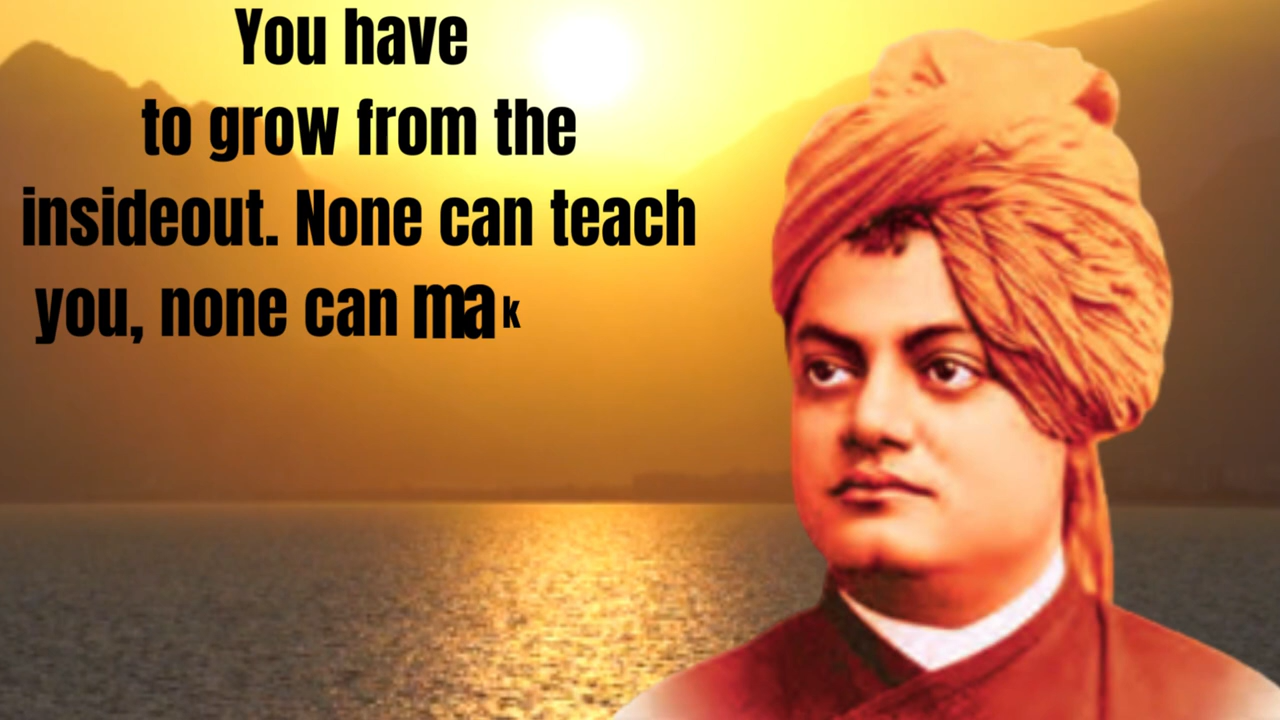 You have
to grow from the
insideout. None can teach
you, none can mak